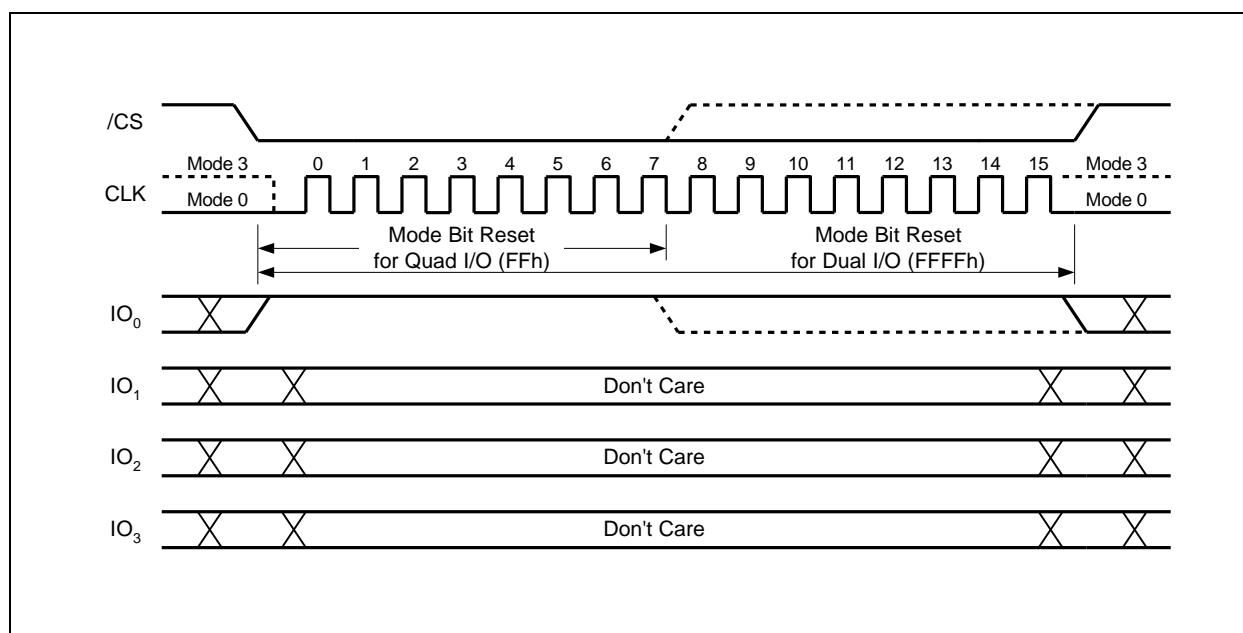 /CS
Mode 3 0 1 2 3 4 5 6 7 8 9 10 11 12 13 14 15 Mode 3
CLK
Mode 0 Mode 0
Mode Bit Reset Mode Bit Reset
for Quad I/O (FFh) for Dual I/O (FFFFh)
IO0
IO1 Don't Care
IO2 Don't Care
IO3 Don't Care